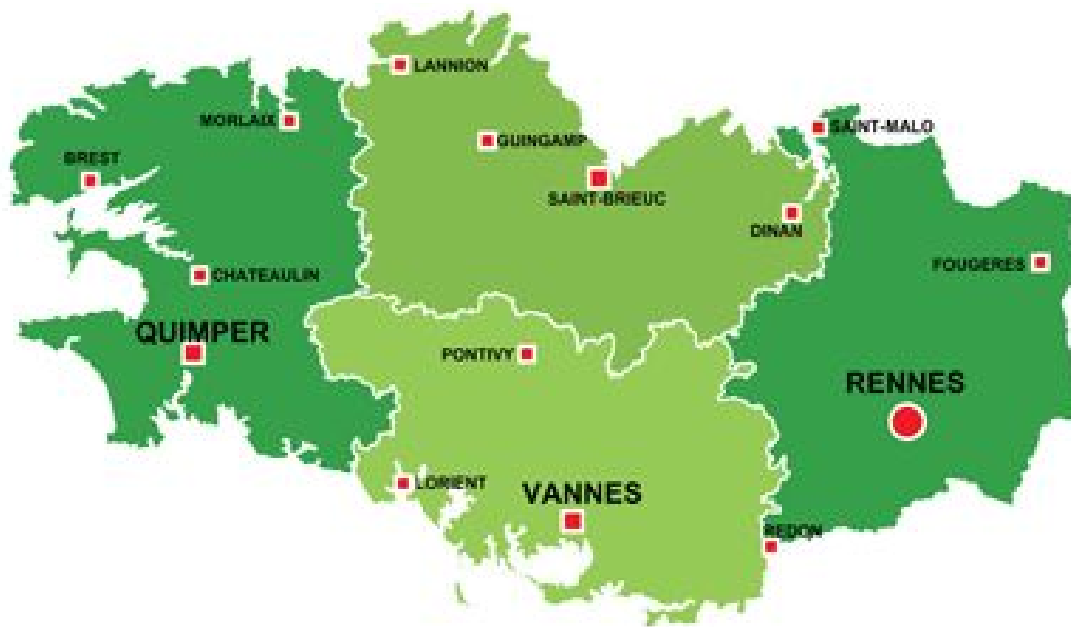 LANNION
MORLAIX
GUINGAMP
SAINT-MALO
BREST
SAINT-BRIEUC
DINAN
CHATEAULIN
FOUGERES
QUIMPER
PONTIVY
RENNES
LORIENT
VANNES
REDON